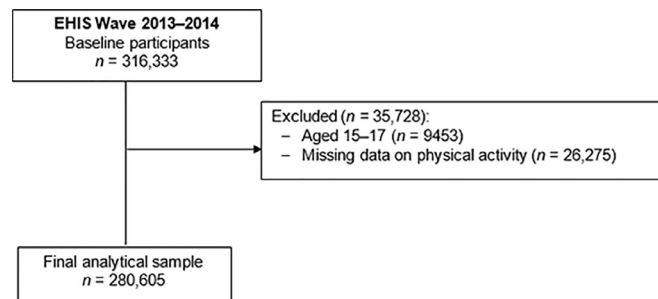 EHIS Wave 2013–2014
Baseline participants
n = 316,333
Excluded (n = 35,728):
– Aged 15–17 (n = 9453)
– Missing data on physical activity (n = 26,275)
Final analytical sample
n = 280,605